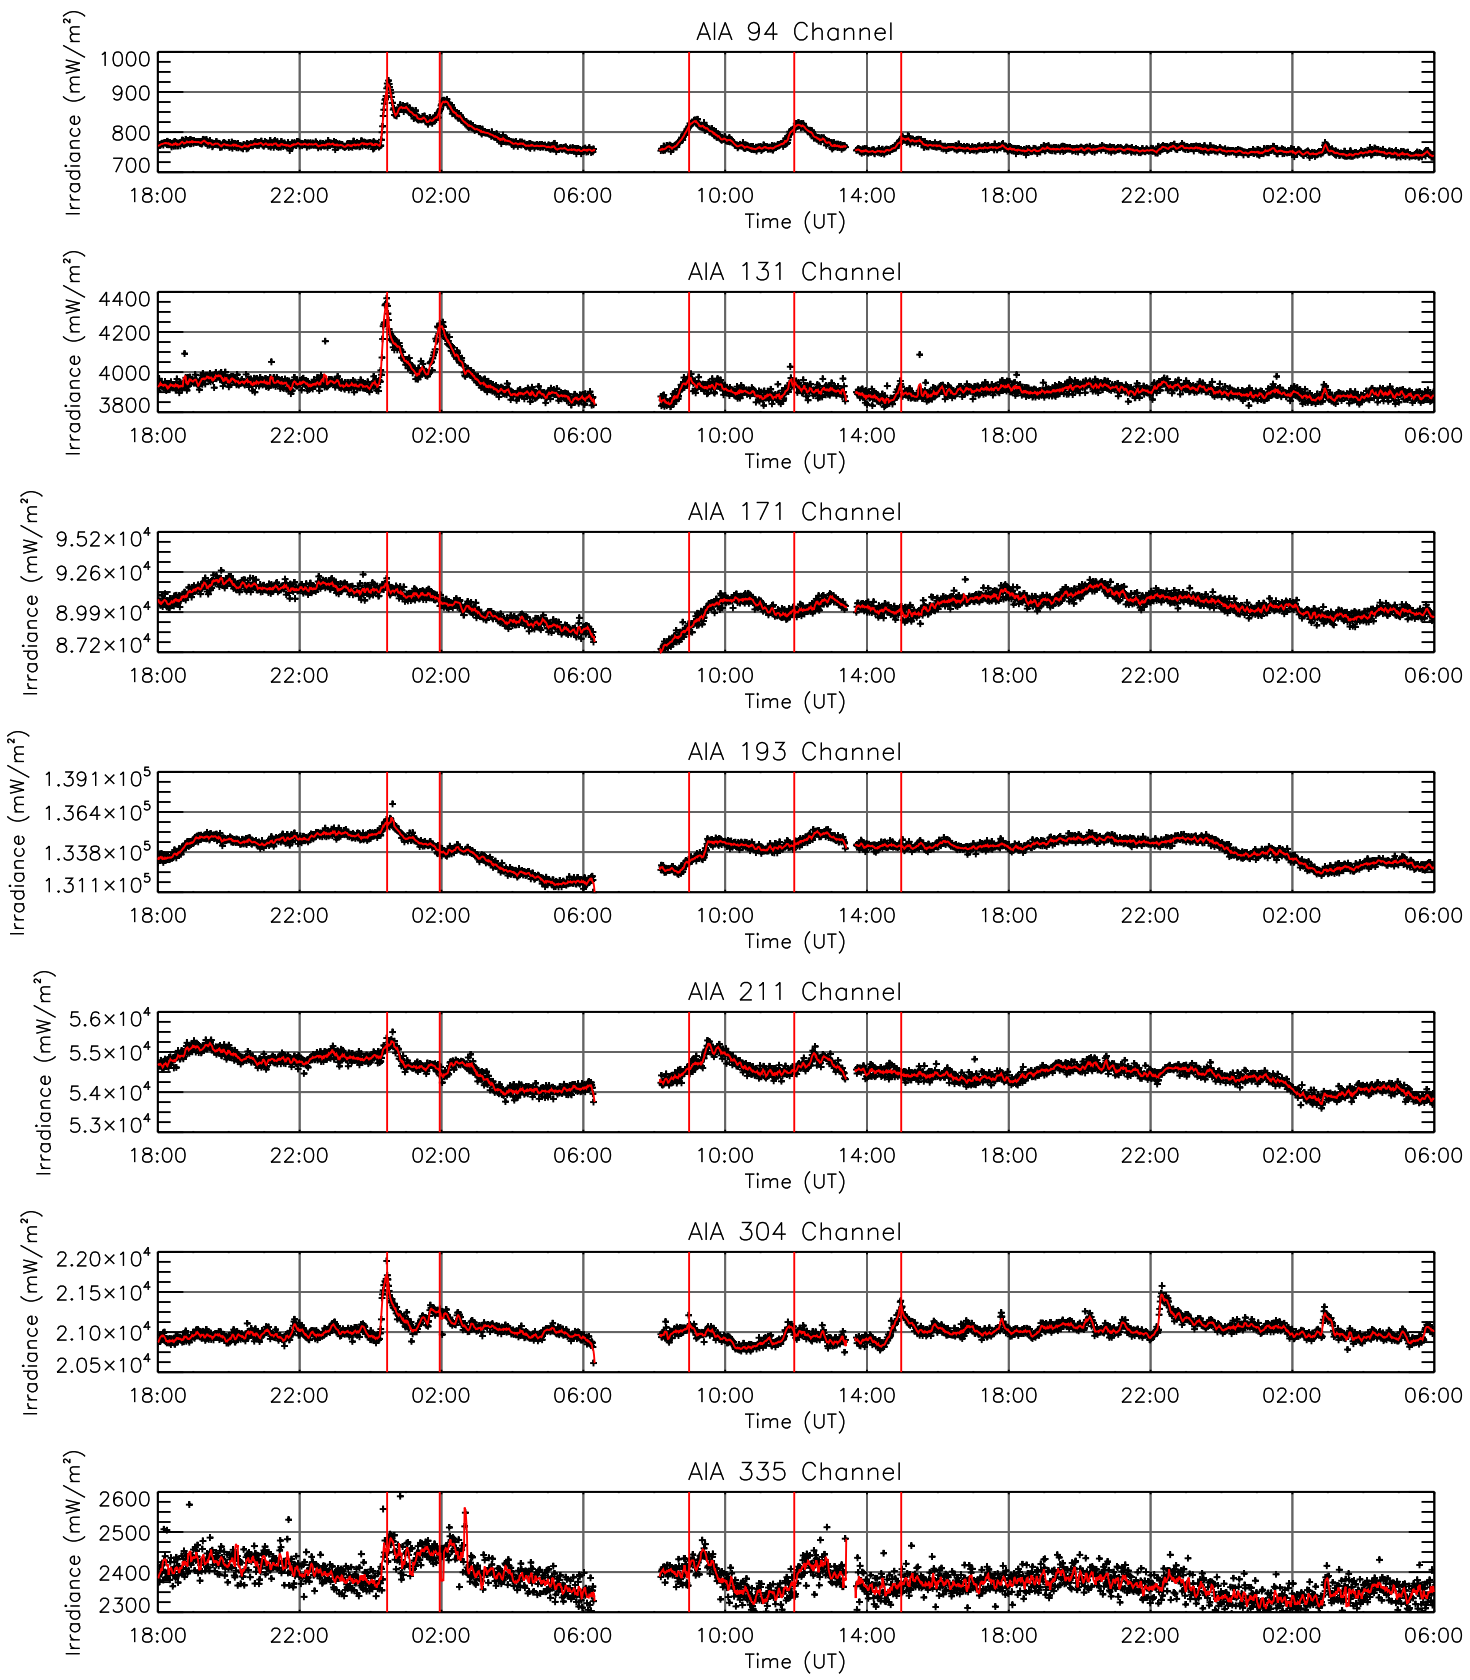 AIA 94 Channel
Irradiance (mW/m²)
1000
900
800
700
18:00 22:00 02:00 06:00 10:00 14:00 18:00 22:00 02:00 06:00
Time (UT)
AIA 131 Channel
Irradiance (mW/m²)
4400
4200
4000
3800
18:00 22:00 02:00 06:00 10:00 14:00 18:00 22:00 02:00 06:00
Time (UT)
AIA 171 Channel
Irradiance (mW/m²)
9.52×10⁴
9.26×10⁴
8.99×10⁴
8.72×10⁴
18:00 22:00 02:00 06:00 10:00 14:00 18:00 22:00 02:00 06:00
Time (UT)
AIA 193 Channel
Irradiance (mW/m²)
1.391×10⁵
1.364×10⁵
1.338×10⁵
1.311×10⁵
18:00 22:00 02:00 06:00 10:00 14:00 18:00 22:00 02:00 06:00
Time (UT)
AIA 211 Channel
Irradiance (mW/m²)
5.6×10⁴
5.5×10⁴
5.4×10⁴
5.3×10⁴
18:00 22:00 02:00 06:00 10:00 14:00 18:00 22:00 02:00 06:00
Time (UT)
AIA 304 Channel
Irradiance (mW/m²)
2.20×10⁴
2.15×10⁴
2.10×10⁴
2.05×10⁴
18:00 22:00 02:00 06:00 10:00 14:00 18:00 22:00 02:00 06:00
Time (UT)
AIA 335 Channel
Irradiance (mW/m²)
2600
2500
2400
2300
18:00 22:00 02:00 06:00 10:00 14:00 18:00 22:00 02:00 06:00
Time (UT)